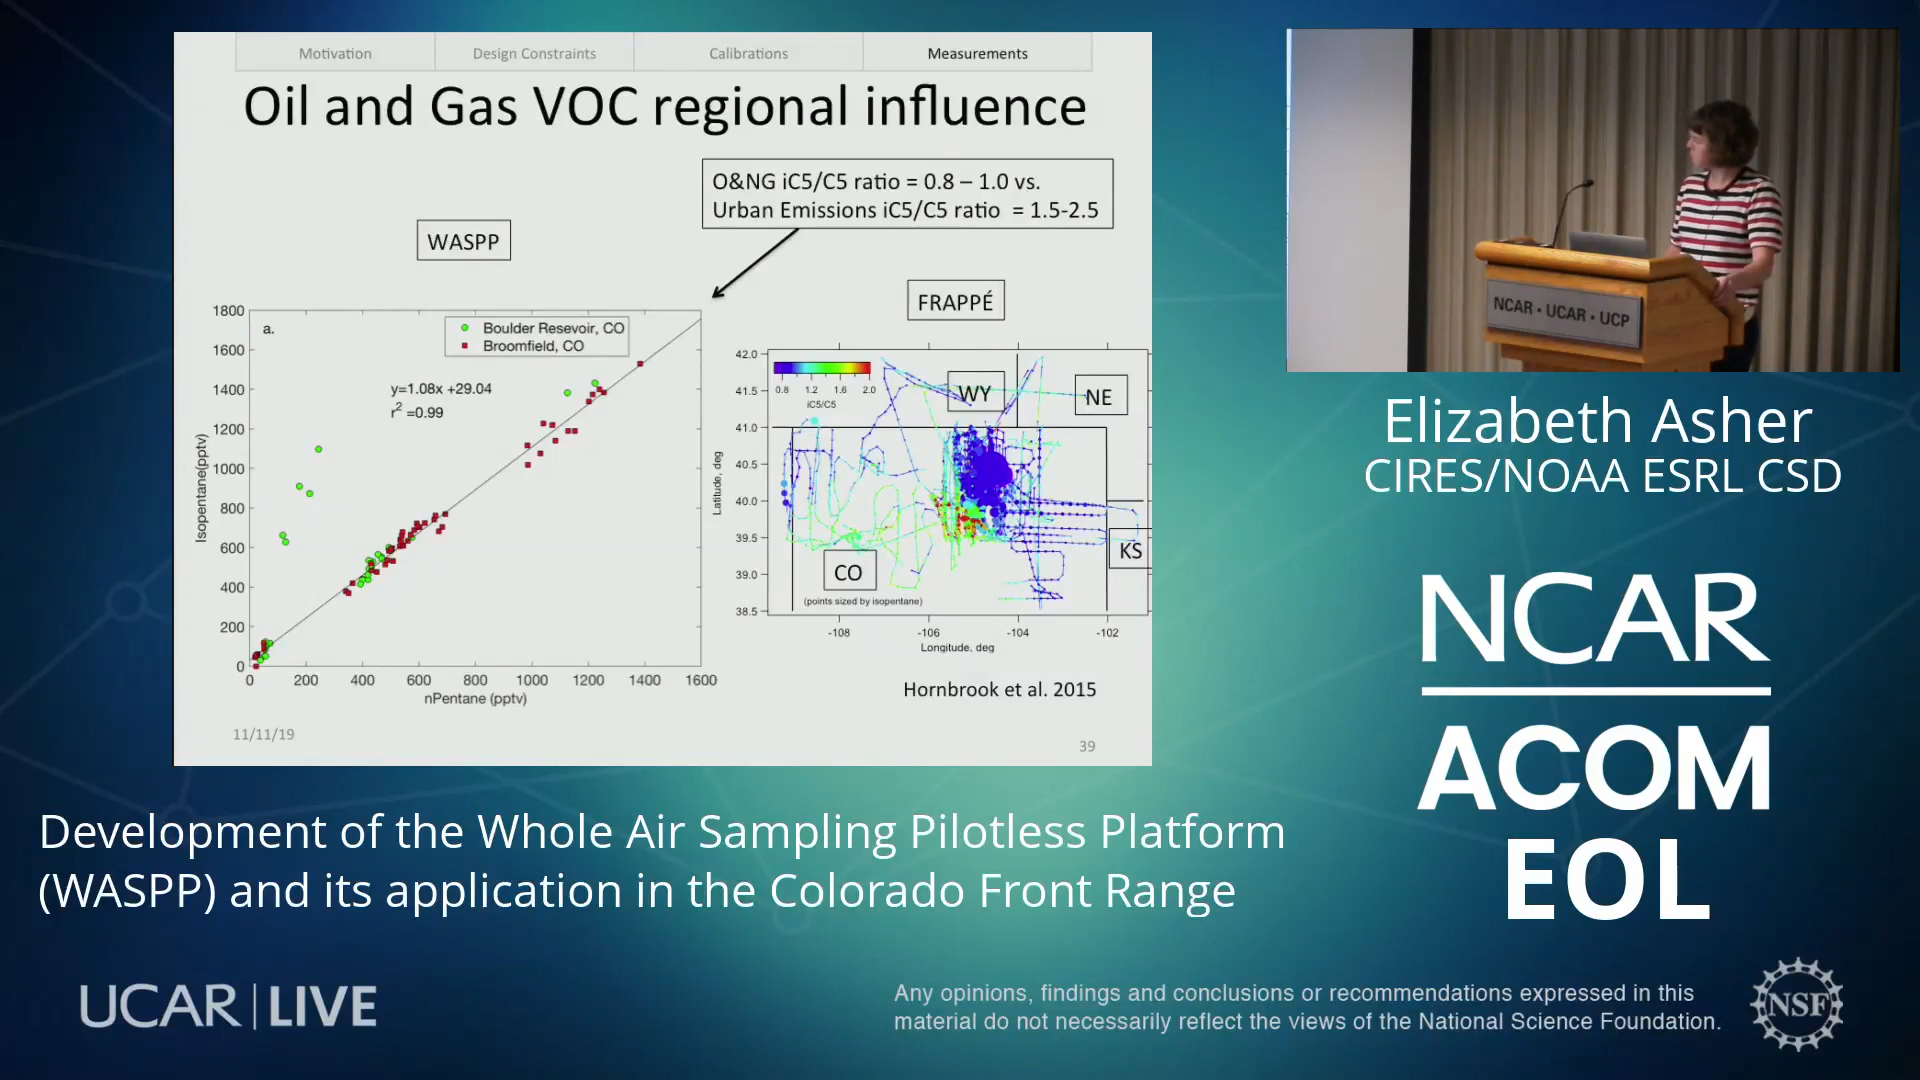 Motivation
Design Constraints
Calibrations
Measurements
Oil and Gas VOC regional influence
O&NG iC5/C5 ratio = 0.8 – 1.0 vs.
Urban Emissions iC5/C5 ratio = 1.5-2.5
WASPP
FRAPPÉ
1800
1600
1400
1200
1000
800
600
400
200
0
Isopentane(pptv)
a.
Boulder Resevoir, CO
Broomfield, CO
y=1.08x +29.04
r2 =0.99
0 200 400 600 800 1000 1200 1400 1600
nPentane (pptv)
42.0
41.5
41.0
40.5
40.0
39.5
39.0
38.5
Latitude, deg
0.8 1.2 1.6 2.0
iC5/C5
WY
NE
KS
CO
(points sized by isopentane)
-108 -106 -104 -102
Longitude, deg
Hornbrook et al. 2015
11/11/19
39
NCAR • UCAR • UCP
Elizabeth Asher
CIRES/NOAA ESRL CSD
NCAR
ACOM
EOL
Development of the Whole Air Sampling Pilotless Platform
(WASPP) and its application in the Colorado Front Range
UCAR | LIVE
Any opinions, findings and conclusions or recommendations expressed in this
material do not necessarily reflect the views of the National Science Foundation.
NSF